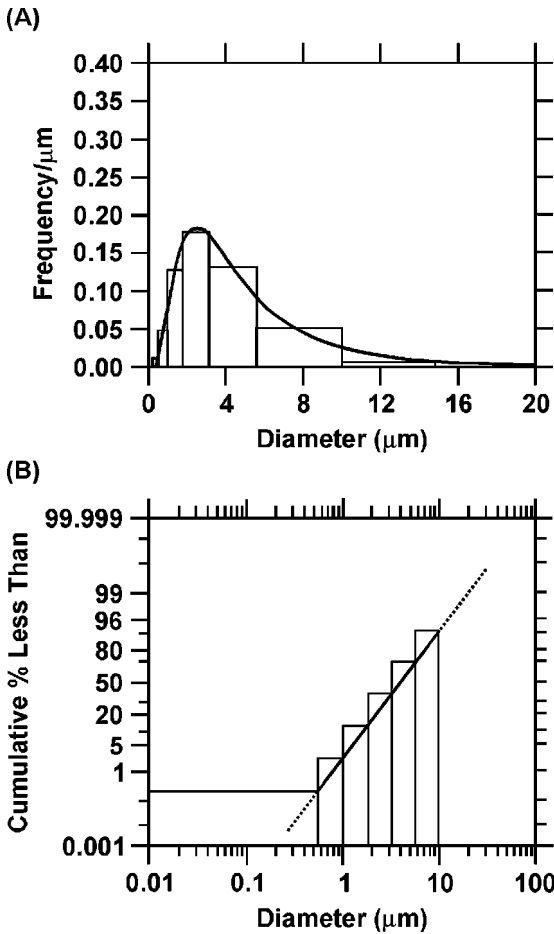 (A)
0.40
0.35
0.30
0.25
0.20
0.15
0.10
0.05
0.00
Frequency/μm
0 4 8 12 16 20
Diameter (μm)
(B)
99.999
99
96
80
50
20
5
1
0.001
Cumulative % Less Than
0.01 0.1 1 10 100
Diameter (μm)